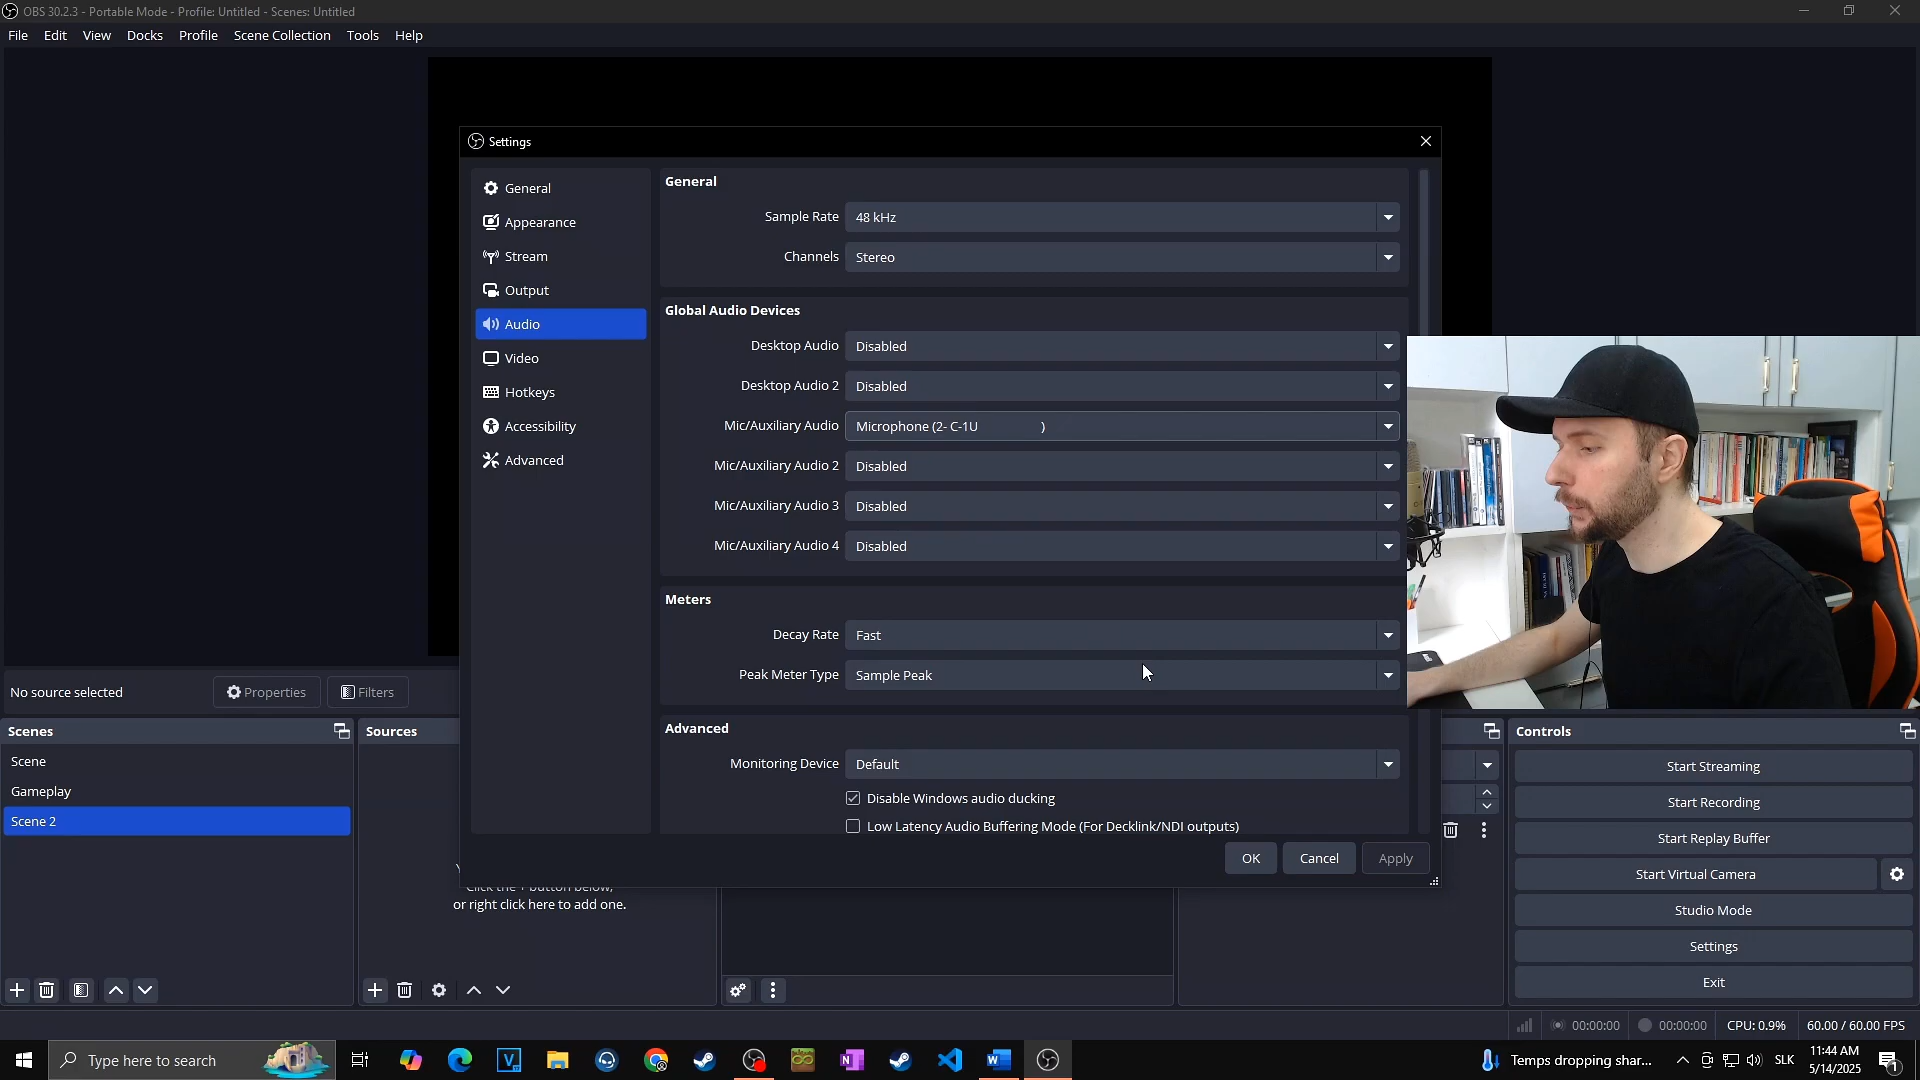 OBS 30.2.3 - Portable Mode - Profile: Untitled - Scenes: Untitled
File Edit View Docks Profile Scene Collection Tools Help
Settings
General
Appearance
Stream
Output
Audio
Video
Hotkeys
Accessibility
Advanced
General
Sample Rate 48 kHz
Channels Stereo
Global Audio Devices
Desktop Audio Disabled
Desktop Audio 2 Disabled
Mic/Auxiliary Audio Microphone (2- C-1U )
Mic/Auxiliary Audio 2 Disabled
Mic/Auxiliary Audio 3 Disabled
Mic/Auxiliary Audio 4 Disabled
Meters
Decay Rate Fast
Peak Meter Type Sample Peak
Advanced
Monitoring Device Default
Disable Windows audio ducking
Low Latency Audio Buffering Mode (For Decklink/NDI outputs)
OK Cancel Apply
No source selected Properties Filters
Scenes
Scene
Gameplay
Scene 2
Sources
or right click here to add one.
Controls
Start Streaming
Start Recording
Start Replay Buffer
Start Virtual Camera
Studio Mode
Settings
Exit
00:00:00 00:00:00 CPU: 0.9% 60.00 / 60.00 FPS
Type here to search
Temps dropping shar...
SLK
11:44 AM
5/14/2025
1